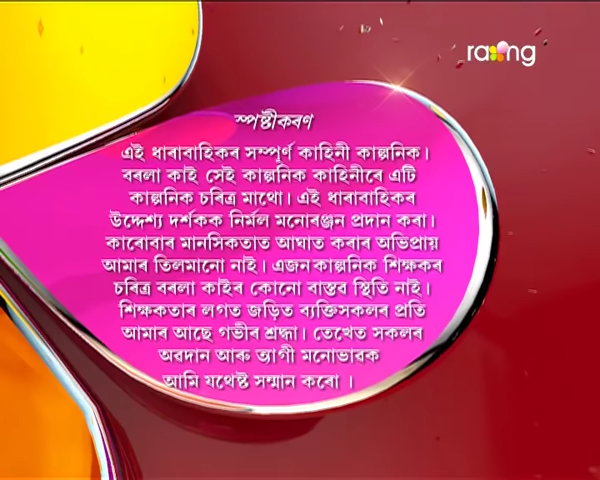 rang
স্পষ্টীকৰণ
এই ধাৰাবাহিকৰ সম্পূৰ্ণ কাহিনী কাল্পনিক।
বৰলা কাই সেই কাল্পনিক কাহিনীৰে এটি
কাল্পনিক চৰিত্ৰ মাথো। এই ধাৰাবাহিকৰ
উদ্দেশ্য দৰ্শকক নিৰ্মল মনোৰঞ্জন প্ৰদান কৰা।
কাৰোবাৰ মানসিকতাত আঘাত কৰাৰ অভিপ্ৰায়
আমাৰ তিলমানো নাই। এজন কাল্পনিক শিক্ষকৰ
চৰিত্ৰ বৰলা কাইৰ কোনো বাস্তৱ স্থিতি নাই।
শিক্ষকতাৰ লগত জড়িত ব্যক্তিসকলৰ প্ৰতি
আমাৰ আছে গভীৰ শ্ৰদ্ধা। তেখেত সকলৰ
অৱদান আৰু ত্যাগী মনোভাৱক
আমি যথেষ্ট সন্মান কৰো ।